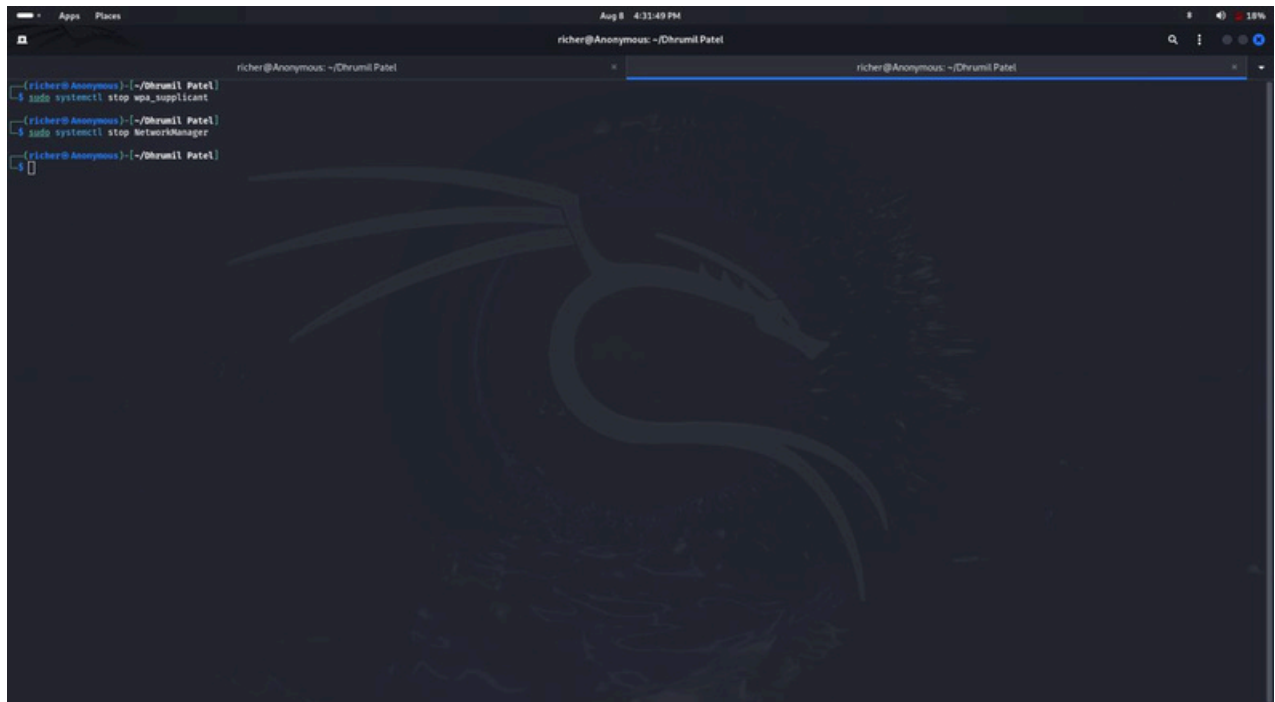 Apps Places Aug 8 4:31:49 PM 18%
richer@Anonymous: ~/Dhrumil Patel
richer@Anonymous: ~/Dhrumil Patel × richer@Anonymous: ~/Dhrumil Patel ×
┌──(richer㉿Anonymous)-[~/Dhrumil Patel]
└─$ sudo systemctl stop wpa_supplicant
┌──(richer㉿Anonymous)-[~/Dhrumil Patel]
└─$ sudo systemctl stop NetworkManager
┌──(richer㉿Anonymous)-[~/Dhrumil Patel]
└─$